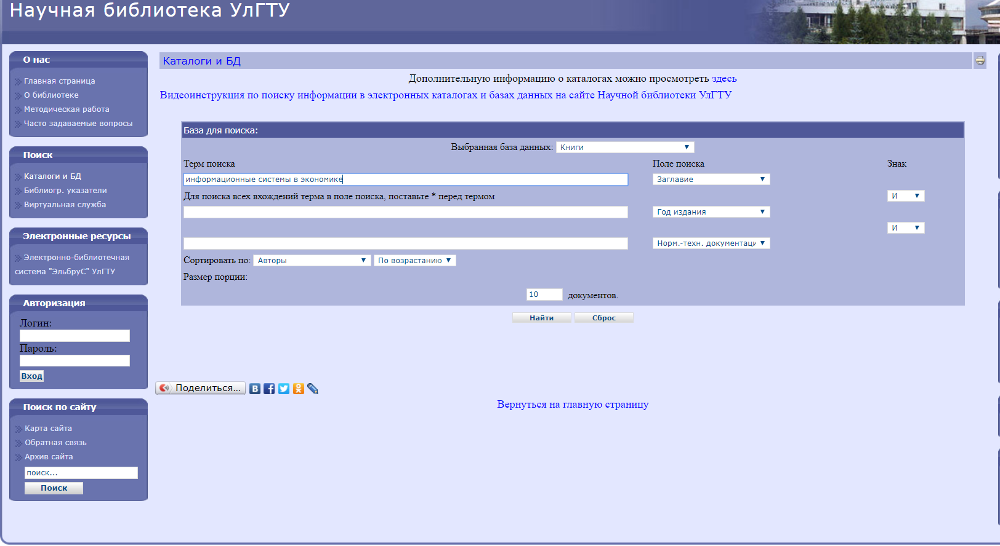 Научная библиотека УлГТУ
О нас
Главная страница
О библиотеке
Методическая работа
Часто задаваемые вопросы
Поиск
Каталоги и БД
Библиогр. указатели
Виртуальная служба
Электронные ресурсы
Электронно-библиотечная
система "ЭльбруС" УлГТУ
Авторизация
Логин:
Пароль:
Вход
Поиск по сайту
Карта сайта
Обратная связь
Архив сайта
поиск...
Поиск
Каталоги и БД
Дополнительную информацию о каталогах можно просмотреть здесь
Видеоинструкция по поиску информации в электронных каталогах и базах данных на сайте Научной библиотеки УлГТУ
База для поиска:
Выбранная база данных: Книги
Терм поиска Поле поиска Знак
информационные системы в экономике Заглавие
Для поиска всех вхождений терма в поле поиска, поставьте * перед термом И
Год издания
И
Норм.-техн. документаци
Сортировать по: Авторы По возрастанию
Размер порции:
10 документов.
Найти Сброс
Поделиться...
Вернуться на главную страницу